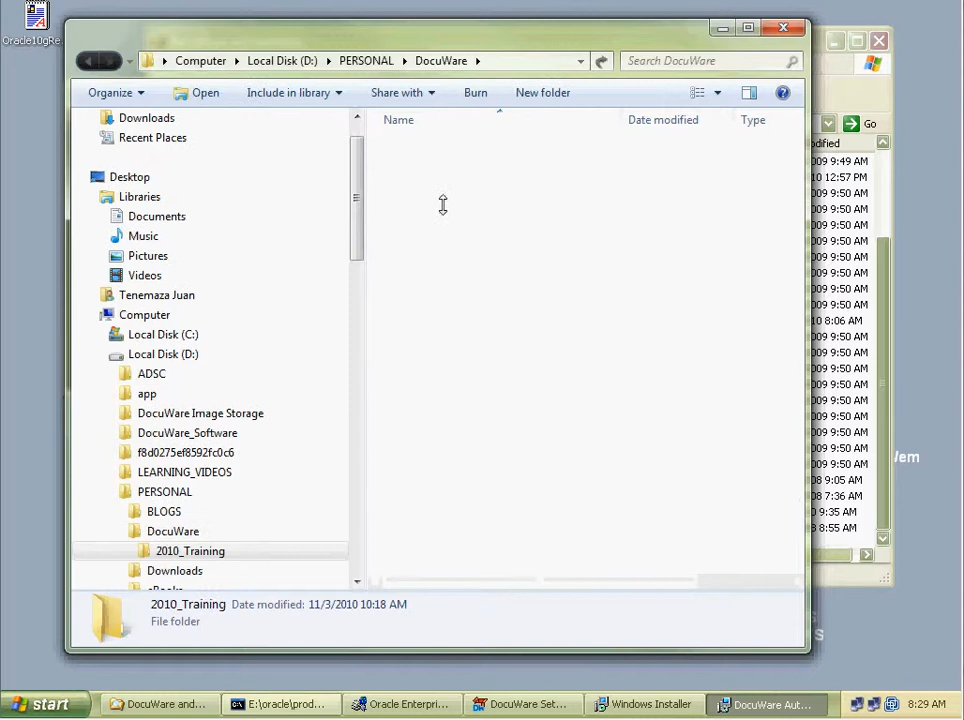 Oracle10gRe
Computer Local Disk (D:) PERSONAL DocuWare
Search DocuWare
Organize Open Include in library Share with Burn New folder
Name Date modified Type
Downloads
Recent Places
Desktop
Libraries
Documents
Music
Pictures
Videos
Tenemaza Juan
Computer
Local Disk (C:)
Local Disk (D:)
ADSC
app
DocuWare Image Storage
DocuWare_Software
f8d0275ef8592fc0c6
LEARNING_VIDEOS
PERSONAL
BLOGS
DocuWare
2010_Training
Downloads
2010_Training Date modified: 11/3/2010 10:18 AM
File folder
Go
odified
009 9:49 AM
10 12:57 PM
009 9:50 AM
009 9:50 AM
009 9:50 AM
009 9:50 AM
009 9:50 AM
009 9:50 AM
009 9:50 AM
009 9:50 AM
10 8:06 AM
009 9:50 AM
009 9:50 AM
009 9:50 AM
009 9:50 AM
009 9:50 AM
009 9:50 AM
009 9:50 AM
009 9:50 AM
08 9:05 AM
08 7:36 AM
09 9:35 AM
8 8:55 AM
start DocuWare and... E:\oracle\prod... Oracle Enterpri... DocuWare Set... Windows Installer DocuWare Aut... 8:29 AM